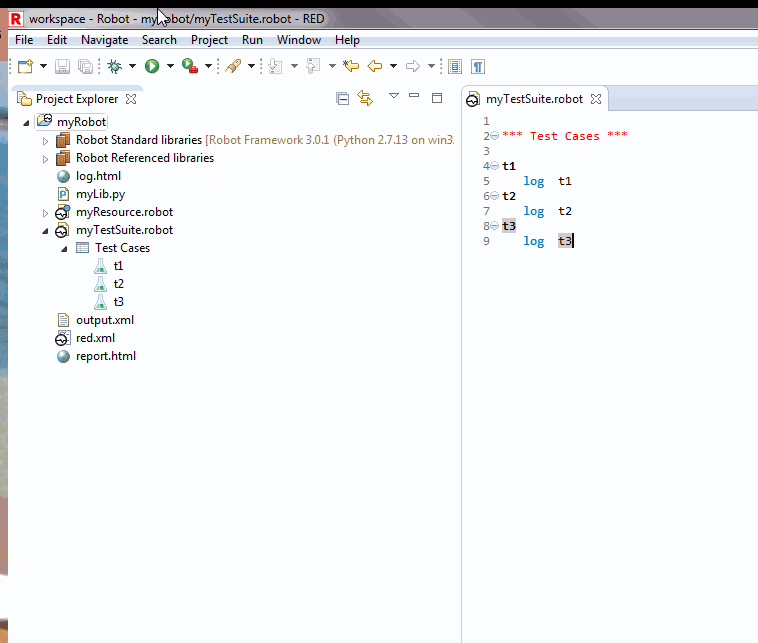 R workspace - Robot - myRobot/myTestSuite.robot - RED
File Edit Navigate Search Project Run Window Help
Project Explorer
myTestSuite.robot
myRobot
Robot Standard libraries [Robot Framework 3.0.1 (Python 2.7.13 on win3
Robot Referenced libraries
log.html
myLib.py
myResource.robot
myTestSuite.robot
Test Cases
t1
t2
t3
output.xml
red.xml
report.html
1
2 *** Test Cases ***
3
4 t1
5 log t1
6 t2
7 log t2
8 t3
9 log t3